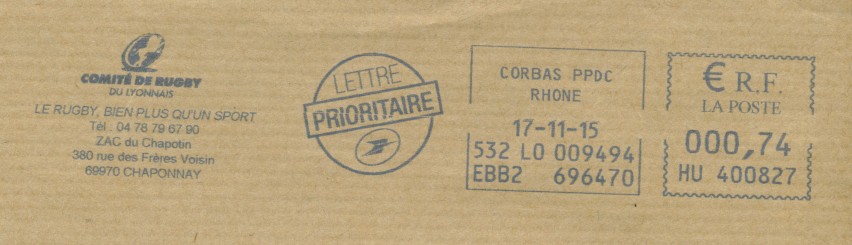 COMITÉ DE RUGBY
DU LYONNAIS
LE RUGBY, BIEN PLUS QU'UN SPORT
Tél. 04 78 79 67 90
ZAC du Chapotin
380 rue des Frères Voisin
69970 CHAPONNAY
LETTRE
PRIORITAIRE
CORBAS PPDC
RHONE
17-11-15
532 L0 009494
EBB2 696470
€ R.F.
LA POSTE
000,74
HU 400827